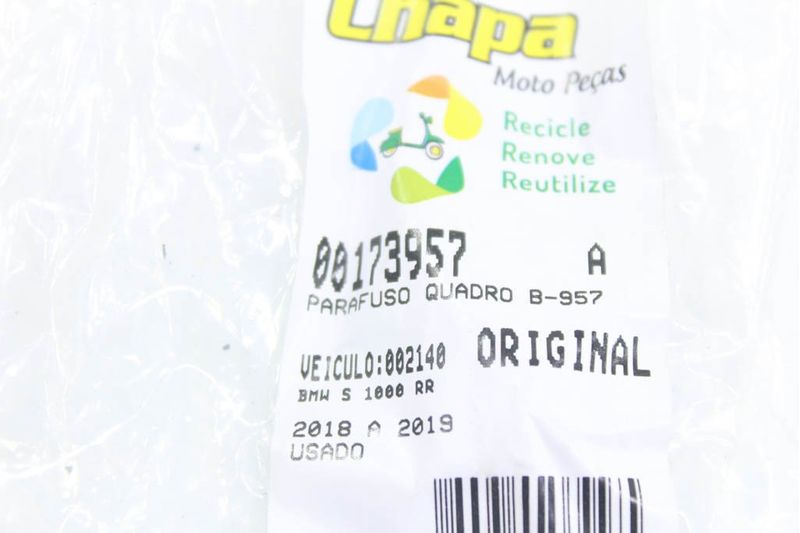 Chapa
Moto Peças
Recicle
Renove
Reutilize
00173957 A
PARAFUSO QUADRO B-957
VEICULO:002140 ORIGINAL
BMW S 1000 RR
2018 A 2019
USADO